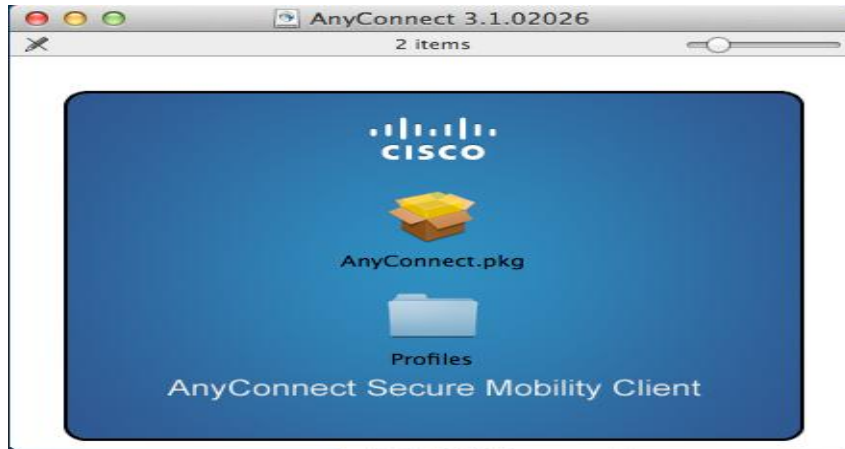 AnyConnect 3.1.02026
2 items
CISCO
AnyConnect.pkg
Profiles
AnyConnect Secure Mobility Client